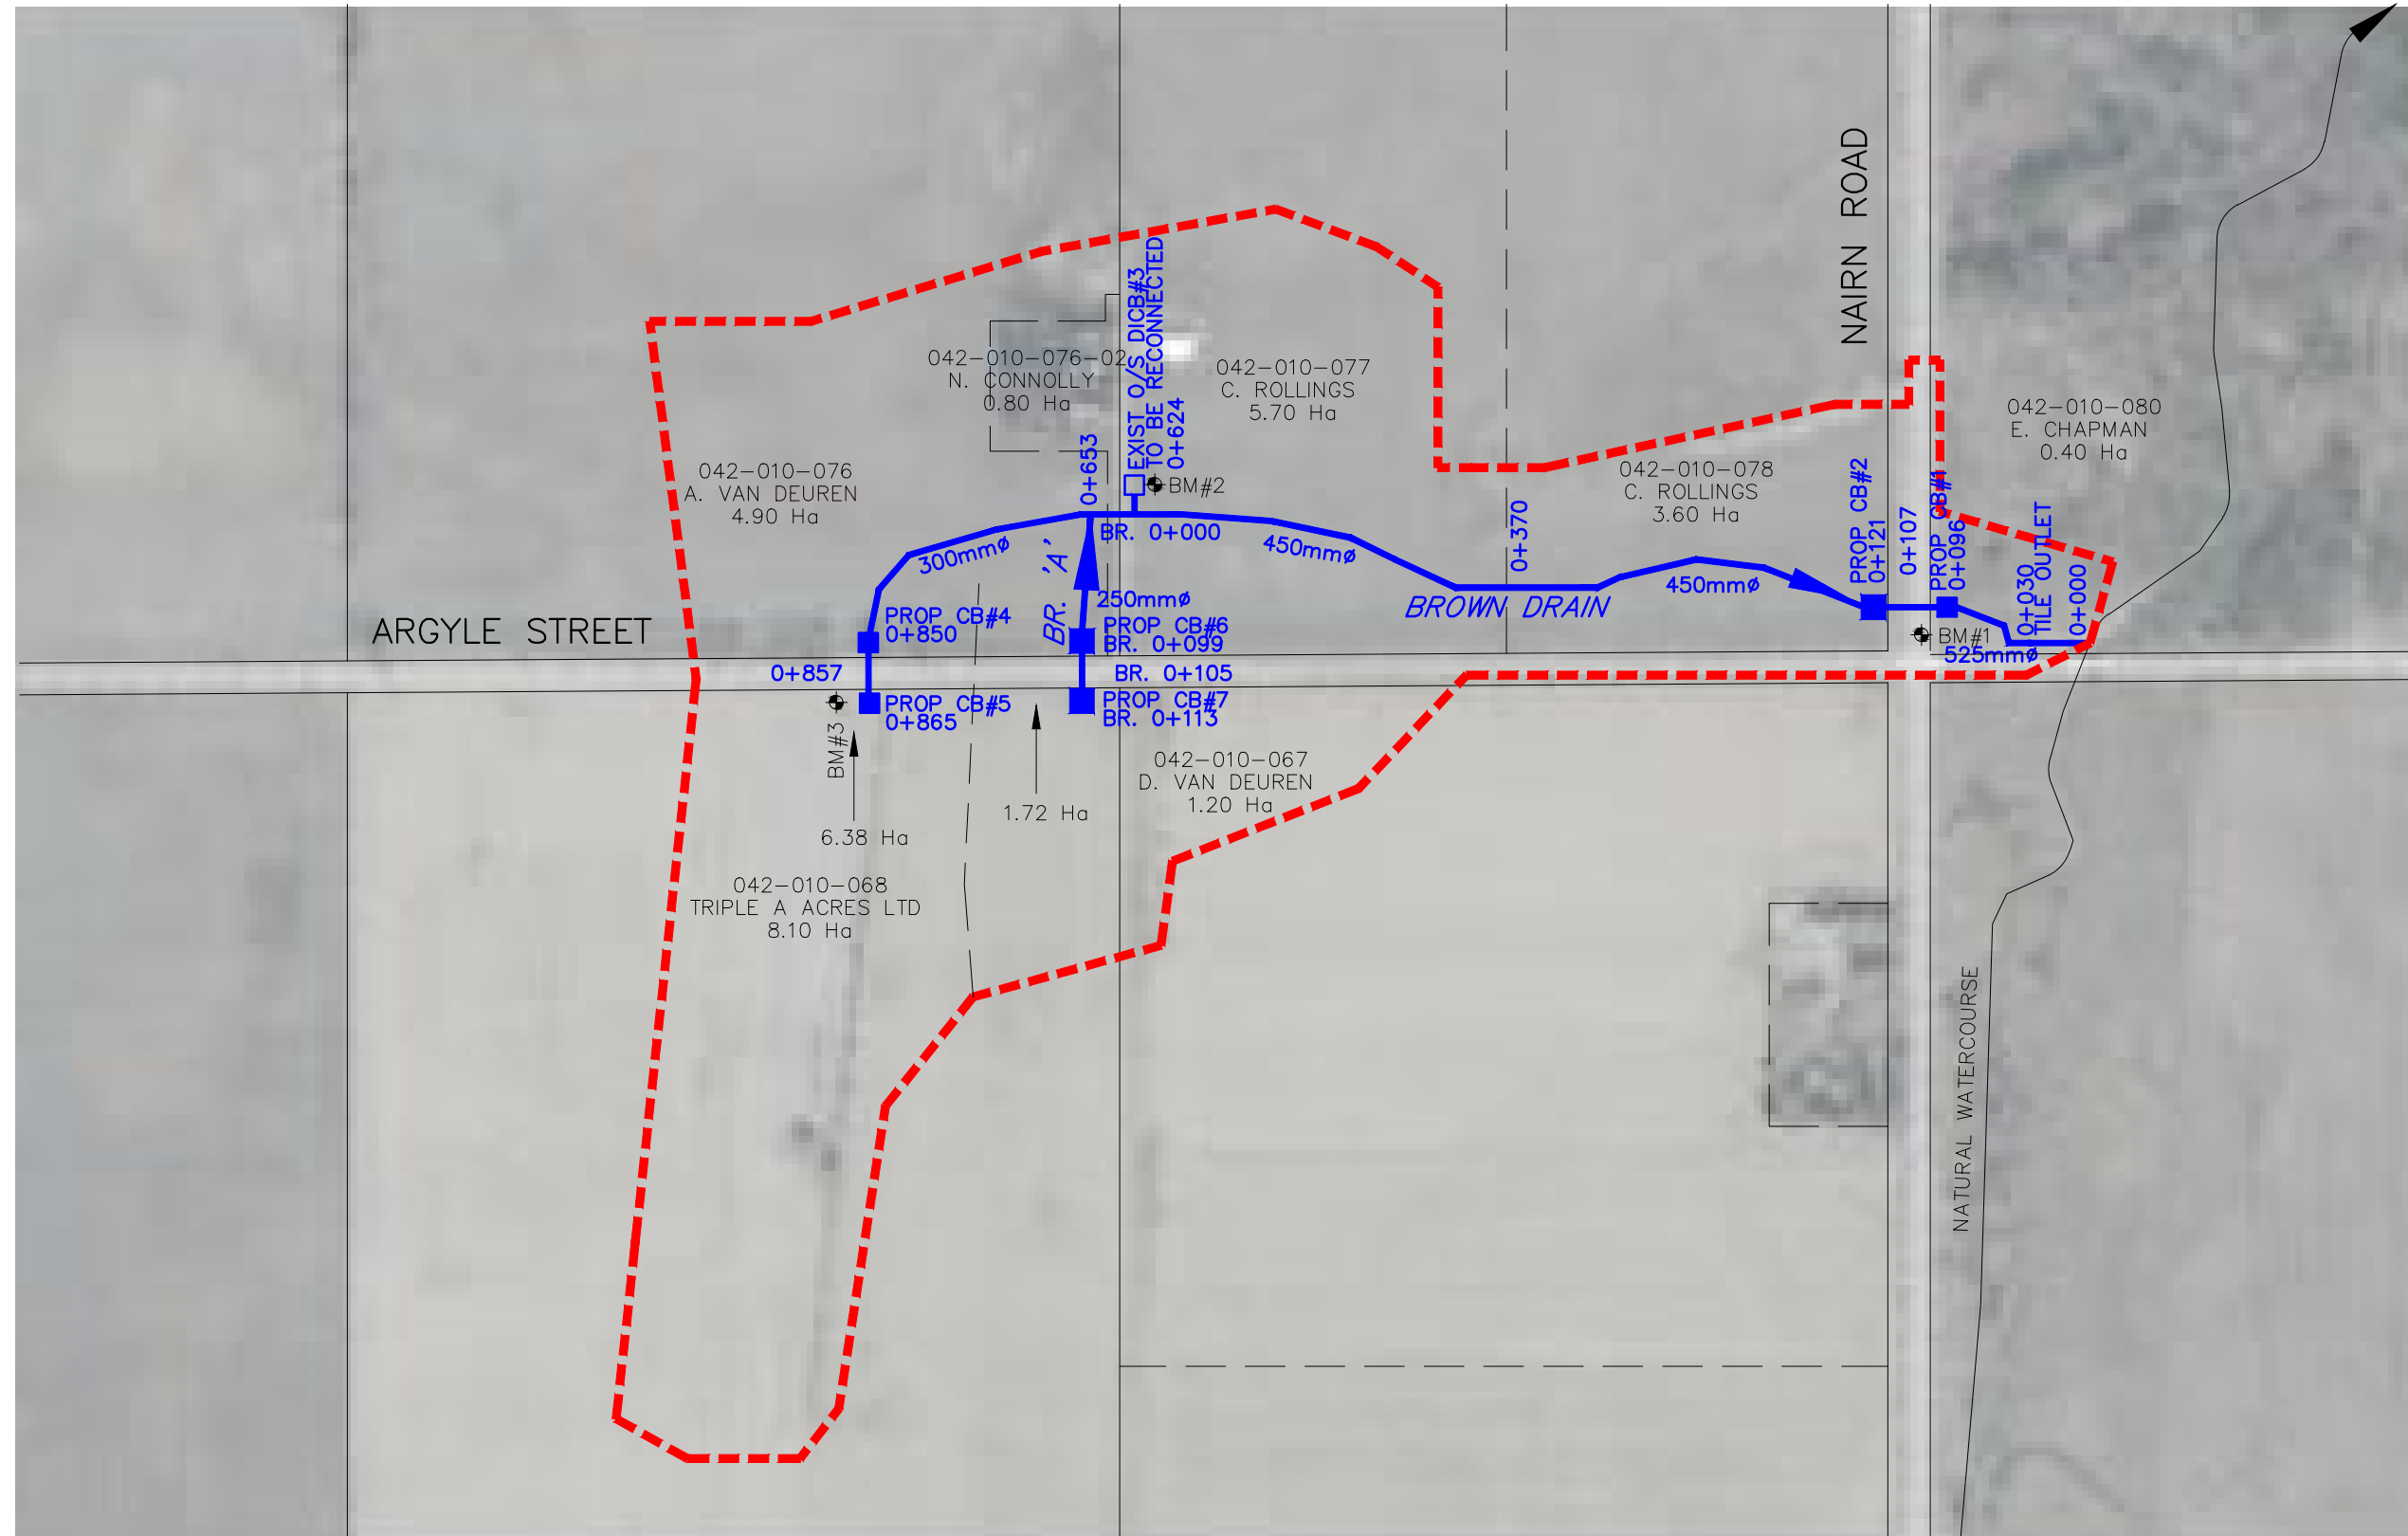 NAIRN ROAD
EXIST O/S DICB#3
TO BE RECONNECTED
0+624
042-010-076-02
N. CONNOLLY
0.80 Ha
042-010-077
C. ROLLINGS
5.70 Ha
042-010-080
E. CHAPMAN
0.40 Ha
042-010-076
A. VAN DEUREN
4.90 Ha
0+653
BM#2
042-010-078
C. ROLLINGS
3.60 Ha
PROP CB#2
0+121
0+107
PROP CB#1
0+096
0+030
TILE OUTLET
0+000
300mmø
BR. 'A'
BR. 0+000
450mmø
0+370
450mmø
250mmø
BROWN DRAIN
ARGYLE STREET
PROP CB#4
0+850
PROP CB#6
BR. 0+099
BM#1
525mmø
0+857
BR. 0+105
PROP CB#5
0+865
PROP CB#7
BR. 0+113
BM#3
042-010-067
D. VAN DEUREN
1.20 Ha
1.72 Ha
6.38 Ha
042-010-068
TRIPLE A ACRES LTD
8.10 Ha
NATURAL WATERCOURSE